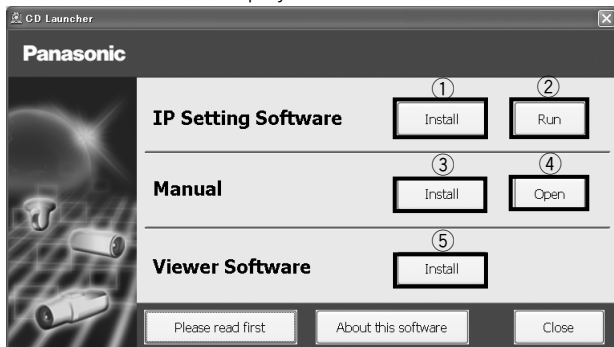 CD Launcher
Panasonic
① ②
IP Setting Software Install Run
③ ④
Manual Install Open
⑤
Viewer Software Install
Please read first About this software Close